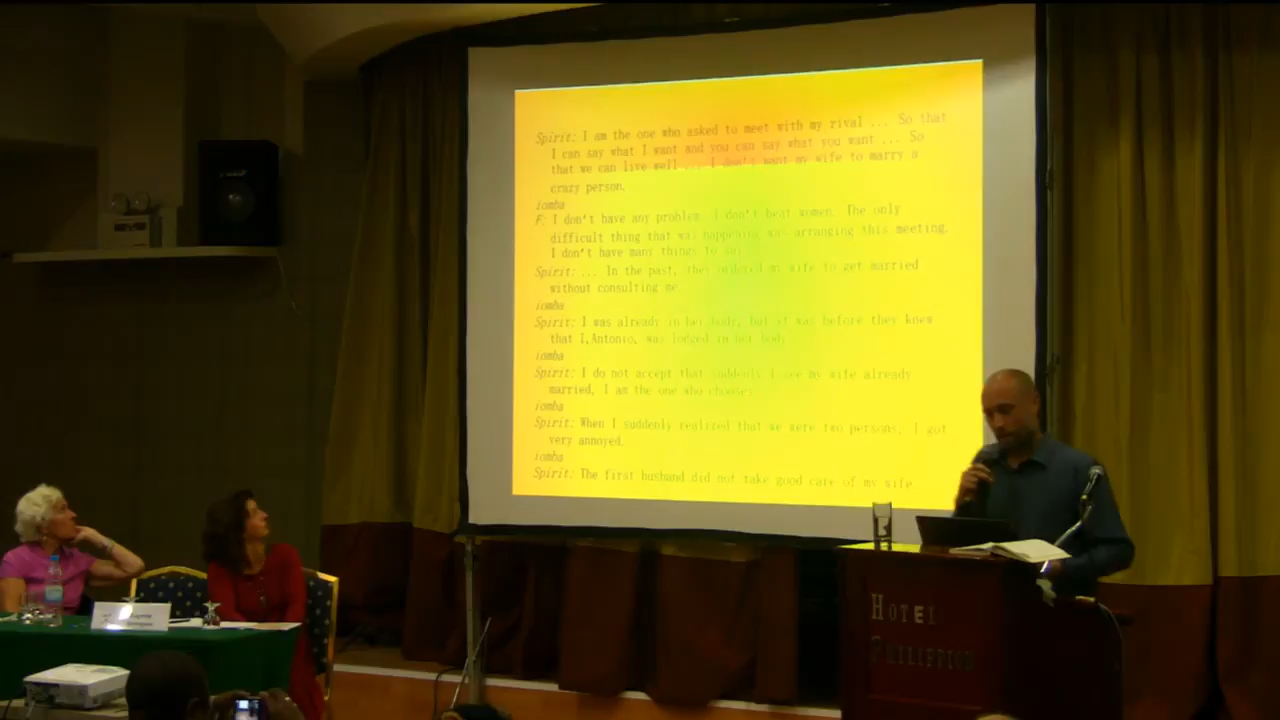 Spirit: I am the one who asked to meet with my rival ... So that
I can say what I want and you can say what you want ... So
that we can live well ... I don't want my wife to marry a
crazy person.
iomba
F: I don't have any problem. I don't beat women. The only
difficult thing that was happening was arranging this meeting.
I don't have many things to say.
Spirit: ... In the past, they ordered my wife to get married
without consulting me.
iomba
Spirit: I was already in her body, but it was before they knew
that I,Antonio, was lodged in her body.
iomba
Spirit: I do not accept that suddenly I see my wife already
married, I am the one who chooses
iomba
Spirit: When I suddenly realized that we were two persons, I got
very annoyed.
iomba
Spirit: The first husband did not take good care of my wife
HOTEL
PHILIPPION